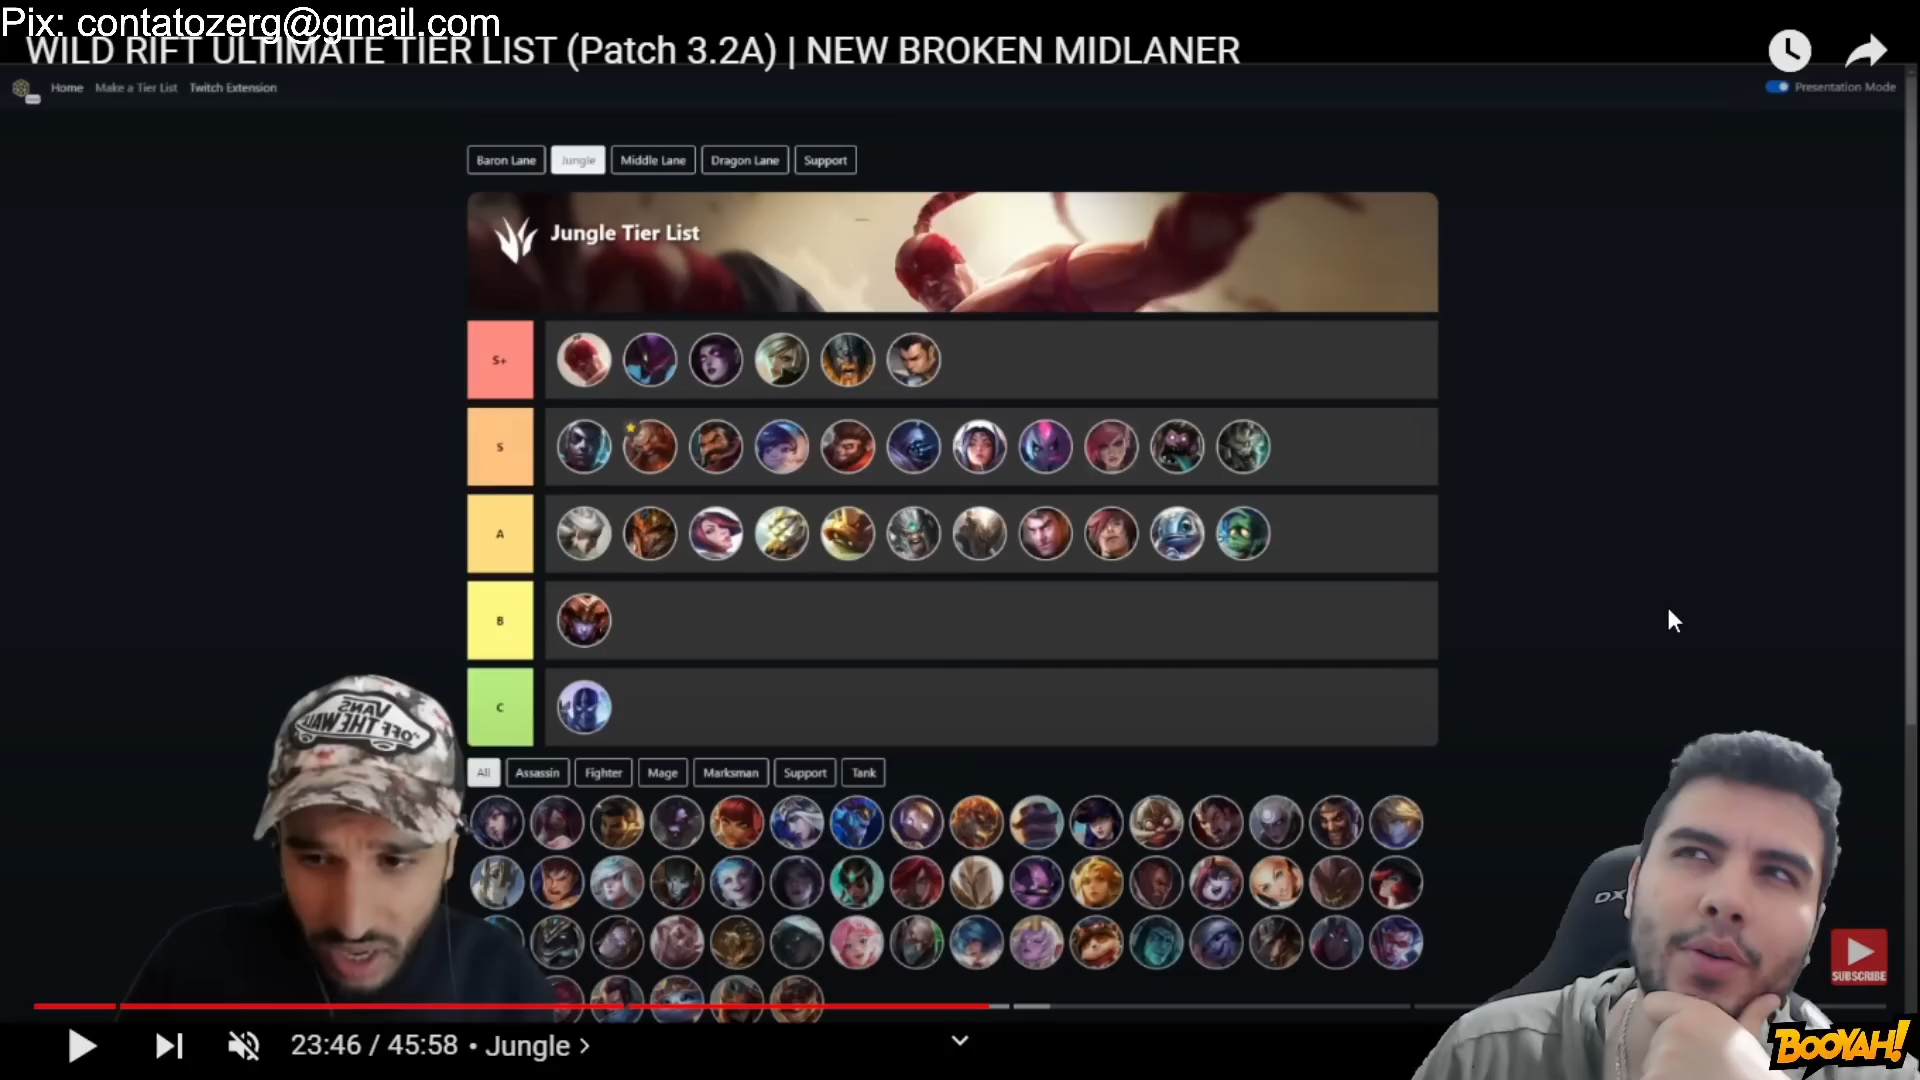 Pix: contatozerg@gmail.com
WILD RIFT ULTIMATE TIER LIST (Patch 3.2A) | NEW BROKEN MIDLANER
Home Make a Tier List Twitch Extension
Presentation Mode
Baron Lane Jungle Middle Lane Dragon Lane Support
Jungle Tier List
S+
S
A
B
C
VANS
"OFF THE WALL"
All Assassin Fighter Mage Marksman Support Tank
DX
SUBSCRIBE
23:46 / 45:58 • Jungle >
BOOYAH!